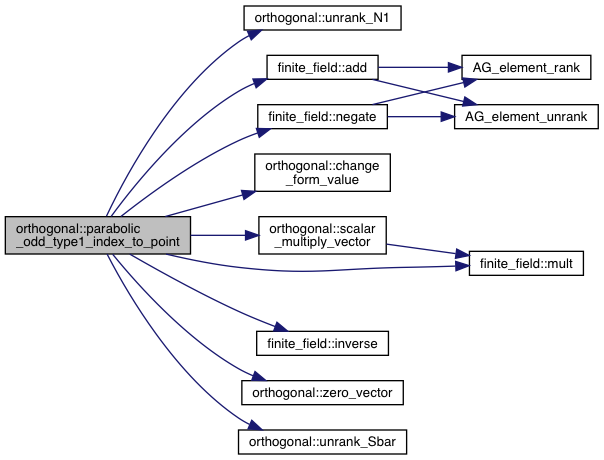 orthogonal::unrank_N1
finite_field::add
AG_element_rank
finite_field::negate
AG_element_unrank
orthogonal::change
_form_value
orthogonal::parabolic
_odd_type1_index_to_point
orthogonal::scalar
_multiply_vector
finite_field::mult
finite_field::inverse
orthogonal::zero_vector
orthogonal::unrank_Sbar